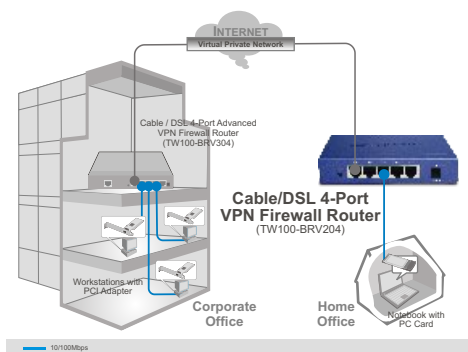 INTERNET
Virtual Private Network
Cable / DSL 4-Port Advanced
VPN Firewall Router
(TW100-BRV304)
Cable/DSL 4-Port
VPN Firewall Router
(TW100-BRV204)
Workstations with
PCI Adapter
Corporate
Office
Home
Office
Notebook with
PC Card
10/100Mbps